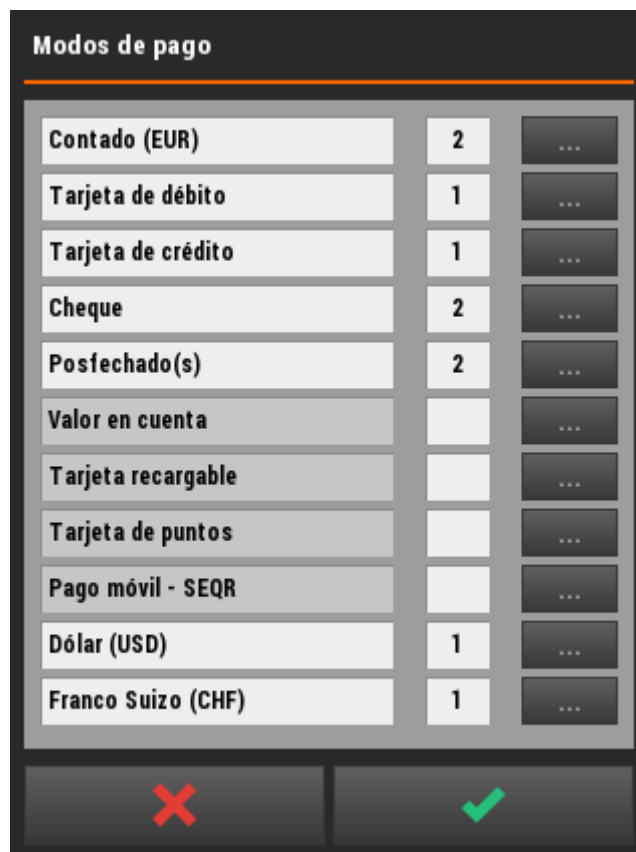 Modos de pago
Contado (EUR) 2 ...
Tarjeta de débito 1 ...
Tarjeta de crédito 1 ...
Cheque 2 ...
Posfechado(s) 2 ...
Valor en cuenta ...
Tarjeta recargable ...
Tarjeta de puntos ...
Pago móvil - SEQR ...
Dólar (USD) 1 ...
Franco Suizo (CHF) 1 ...